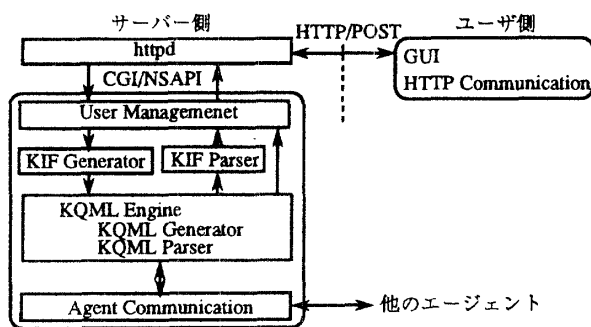 サーバー側
HTTP/POST
ユーザ側
httpd
GUI
HTTP Communication
CGI/NSAPI
User Managemenet
KIF Generator
KIF Parser
KQML Engine
KQML Generator
KQML Parser
Agent Communication
他のエージェント